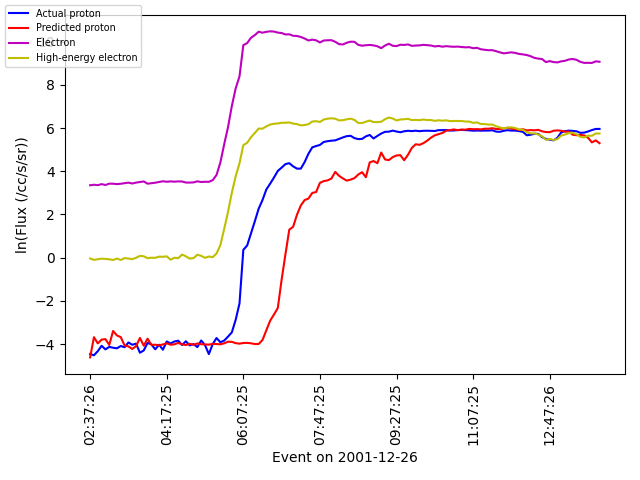 Actual proton
Predicted proton
Electron
High-energy electron
8
6
4
2
0
−2
−4
ln(Flux (/cc/s/sr))
02:37:26
04:17:25
06:07:25
07:47:25
09:27:25
11:07:25
12:47:26
Event on 2001-12-26